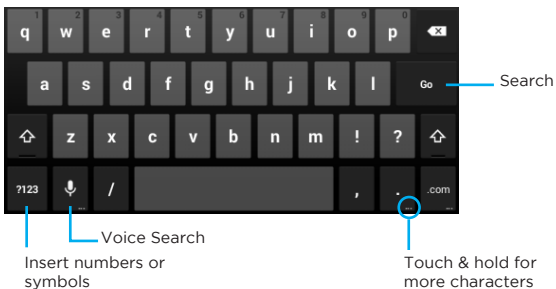 1 2 3 4 5 6 7 8 9 0
q w e r t y u i o p
a s d f g h j k l Go
Search
z x c v b n m ! ?
?123 / , . .com
Voice Search
Insert numbers or
symbols
Touch & hold for
more characters